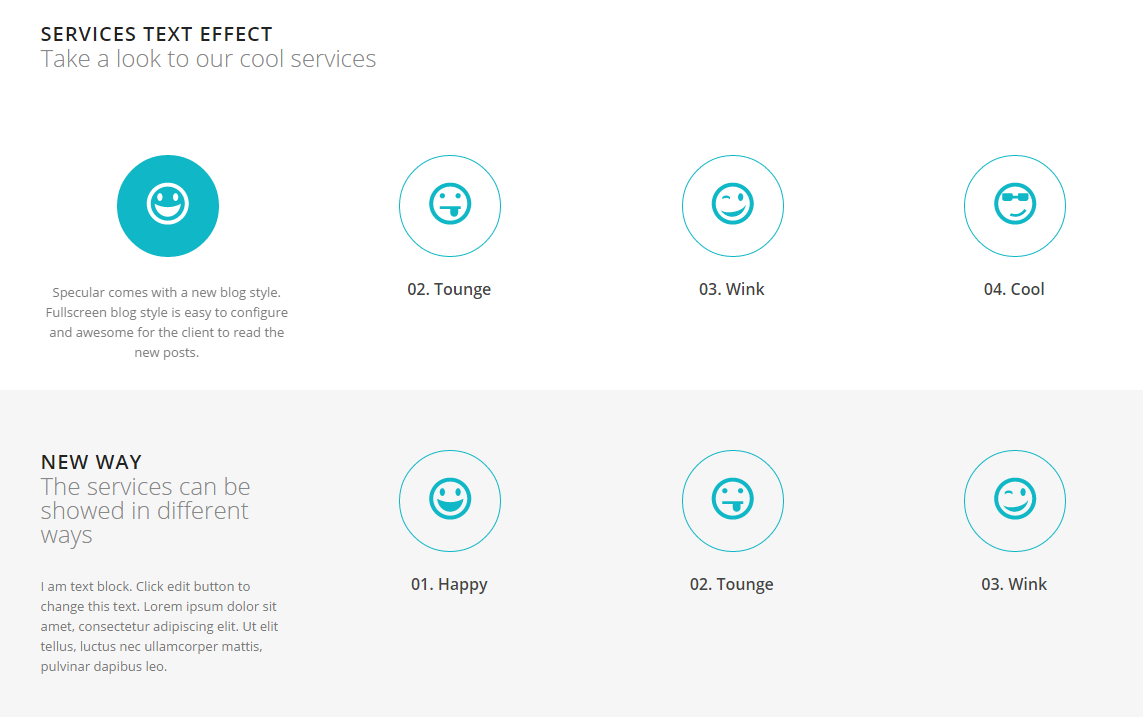 SERVICES TEXT EFFECT
Take a look to our cool services
Specular comes with a new blog style.
Fullscreen blog style is easy to configure
and awesome for the client to read the
new posts.
02. Tounge
03. Wink
04. Cool
NEW WAY
The services can be
showed in different
ways
I am text block. Click edit button to
change this text. Lorem ipsum dolor sit
amet, consectetur adipiscing elit. Ut elit
tellus, luctus nec ullamcorper mattis,
pulvinar dapibus leo.
01. Happy
02. Tounge
03. Wink